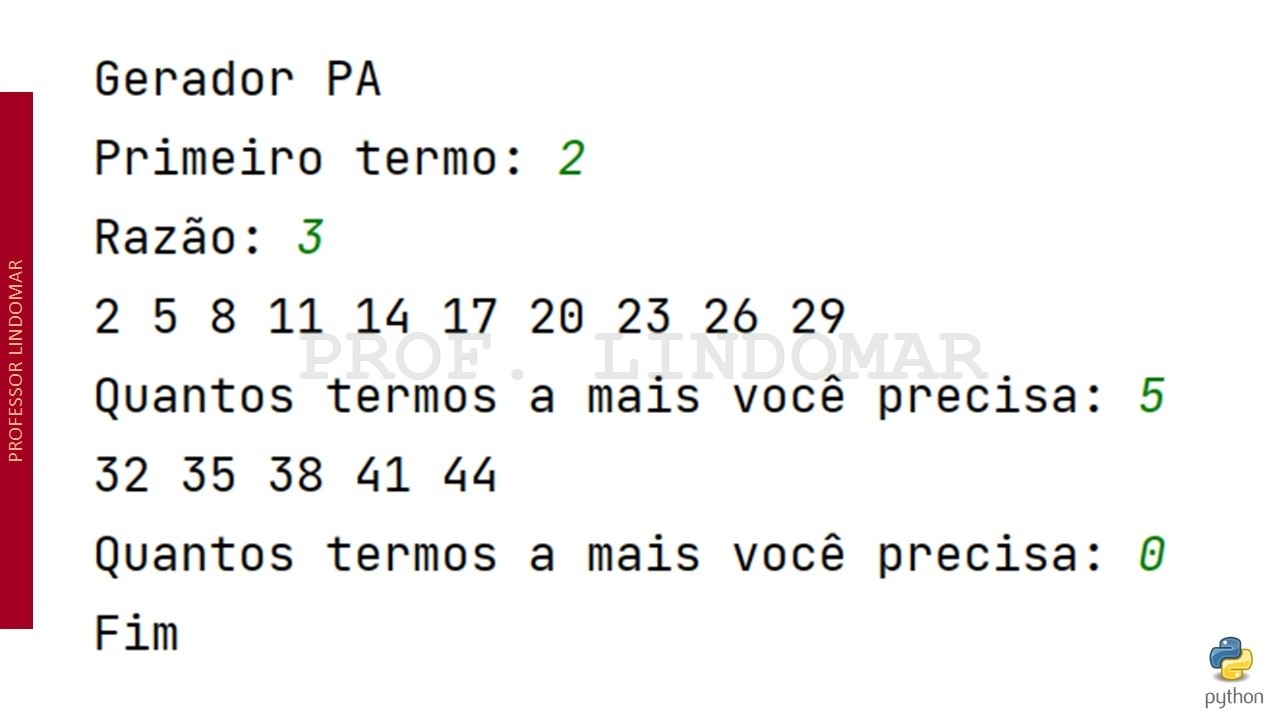 Gerador PA
Primeiro termo: 2
Razão: 3
2 5 8 11 14 17 20 23 26 29
PROF. LINDOMAR
Quantos termos a mais você precisa: 5
32 35 38 41 44
Quantos termos a mais você precisa: 0
Fim
PROFESSOR LINDOMAR
python